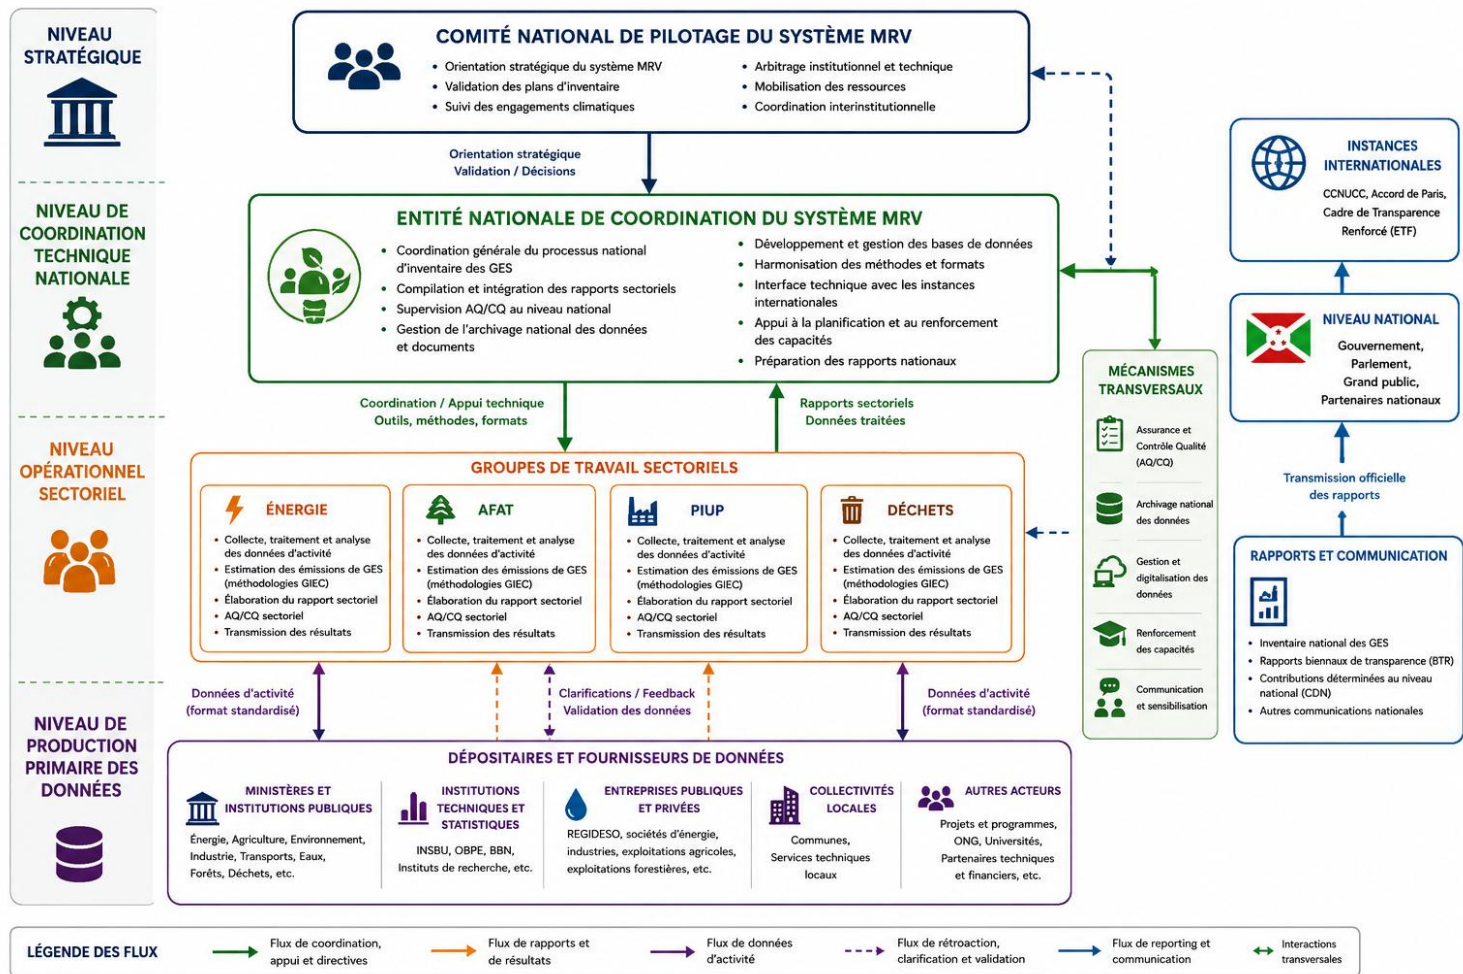 NIVEAU
STRATÉGIQUE
COMITÉ NATIONAL DE PILOTAGE DU SYSTÈME MRV
• Orientation stratégique du système MRV
• Validation des plans d'inventaire
• Suivi des engagements climatiques
• Arbitrage institutionnel et technique
• Mobilisation des ressources
• Coordination interinstitutionnelle
Orientation stratégique
Validation / Décisions
NIVEAU DE
COORDINATION
TECHNIQUE
NATIONALE
ENTITÉ NATIONALE DE COORDINATION DU SYSTÈME MRV
• Coordination générale du processus national
d'inventaire des GES
• Compilation et intégration des rapports sectoriels
• Supervision AQ/CQ au niveau national
• Gestion de l'archivage national des données
et documents
• Développement et gestion des bases de données
• Harmonisation des méthodes et formats
• Interface technique avec les instances
internationales
• Appui à la planification et au renforcement
des capacités
• Préparation des rapports nationaux
Coordination / Appui technique
Outils, méthodes, formats
Rapports sectoriels
Données traitées
NIVEAU
OPÉRATIONNEL
SECTORIEL
GROUPES DE TRAVAIL SECTORIELS
ÉNERGIE
• Collecte, traitement et analyse
des données d'activité
• Estimation des émissions de GES
(méthodologies GIEC)
• Élaboration du rapport sectoriel
• AQ/CQ sectoriel
• Transmission des résultats
AFAT
• Collecte, traitement et analyse
des données d'activité
• Estimation des émissions de GES
(méthodologies GIEC)
• Élaboration du rapport sectoriel
• AQ/CQ sectoriel
• Transmission des résultats
PIUP
• Collecte, traitement et analyse
des données d'activité
• Estimation des émissions de GES
(méthodologies GIEC)
• Élaboration du rapport sectoriel
• AQ/CQ sectoriel
• Transmission des résultats
DÉCHETS
• Collecte, traitement et analyse
des données d'activité
• Estimation des émissions de GES
(méthodologies GIEC)
• Élaboration du rapport sectoriel
• AQ/CQ sectoriel
• Transmission des résultats
Données d'activité
(format standardisé)
Clarifications / Feedback
Validation des données
Données d'activité
(format standardisé)
NIVEAU DE
PRODUCTION
PRIMAIRE DES
DONNÉES
DÉPOSITAIRES ET FOURNISSEURS DE DONNÉES
MINISTÈRES ET
INSTITUTIONS PUBLIQUES
Énergie, Agriculture, Environnement,
Industrie, Transports, Eaux,
Forêts, Déchets, etc.
INSTITUTIONS
TECHNIQUES ET
STATISTIQUES
INSBU, OBPE, BBN,
Instituts de recherche, etc.
ENTREPRISES PUBLIQUES
ET PRIVÉES
REGIDESO, sociétés d'énergie,
industries, exploitations agricoles,
exploitations forestières, etc.
COLLECTIVITÉS
LOCALES
Communes,
Services techniques
locaux
AUTRES ACTEURS
Projets et programmes,
ONG, Universités,
Partenaires techniques
et financiers, etc.
MÉCANISMES
TRANSVERSAUX
Assurance et
Contrôle Qualité
(AQ/CQ)
Archivage national
des données
Gestion et
digitalisation des
données
Renforcement
des capacités
Communication
et sensibilisation
INSTANCES
INTERNATIONALES
CCNUCC, Accord de Paris,
Cadre de Transparence
Renforcé (ETF)
NIVEAU NATIONAL
Gouvernement,
Parlement,
Grand public,
Partenaires nationaux
Transmission officielle
des rapports
RAPPORTS ET COMMUNICATION
• Inventaire national des GES
• Rapports biennaux de transparence (BTR)
• Contributions déterminées au niveau
national (CDN)
• Autres communications nationales
LÉGENDE DES FLUX
Flux de coordination,
appui et directives
Flux de rapports et
de résultats
Flux de données
d'activité
Flux de rétroaction,
clarification et validation
Flux de reporting et
communication
Interactions
transversales